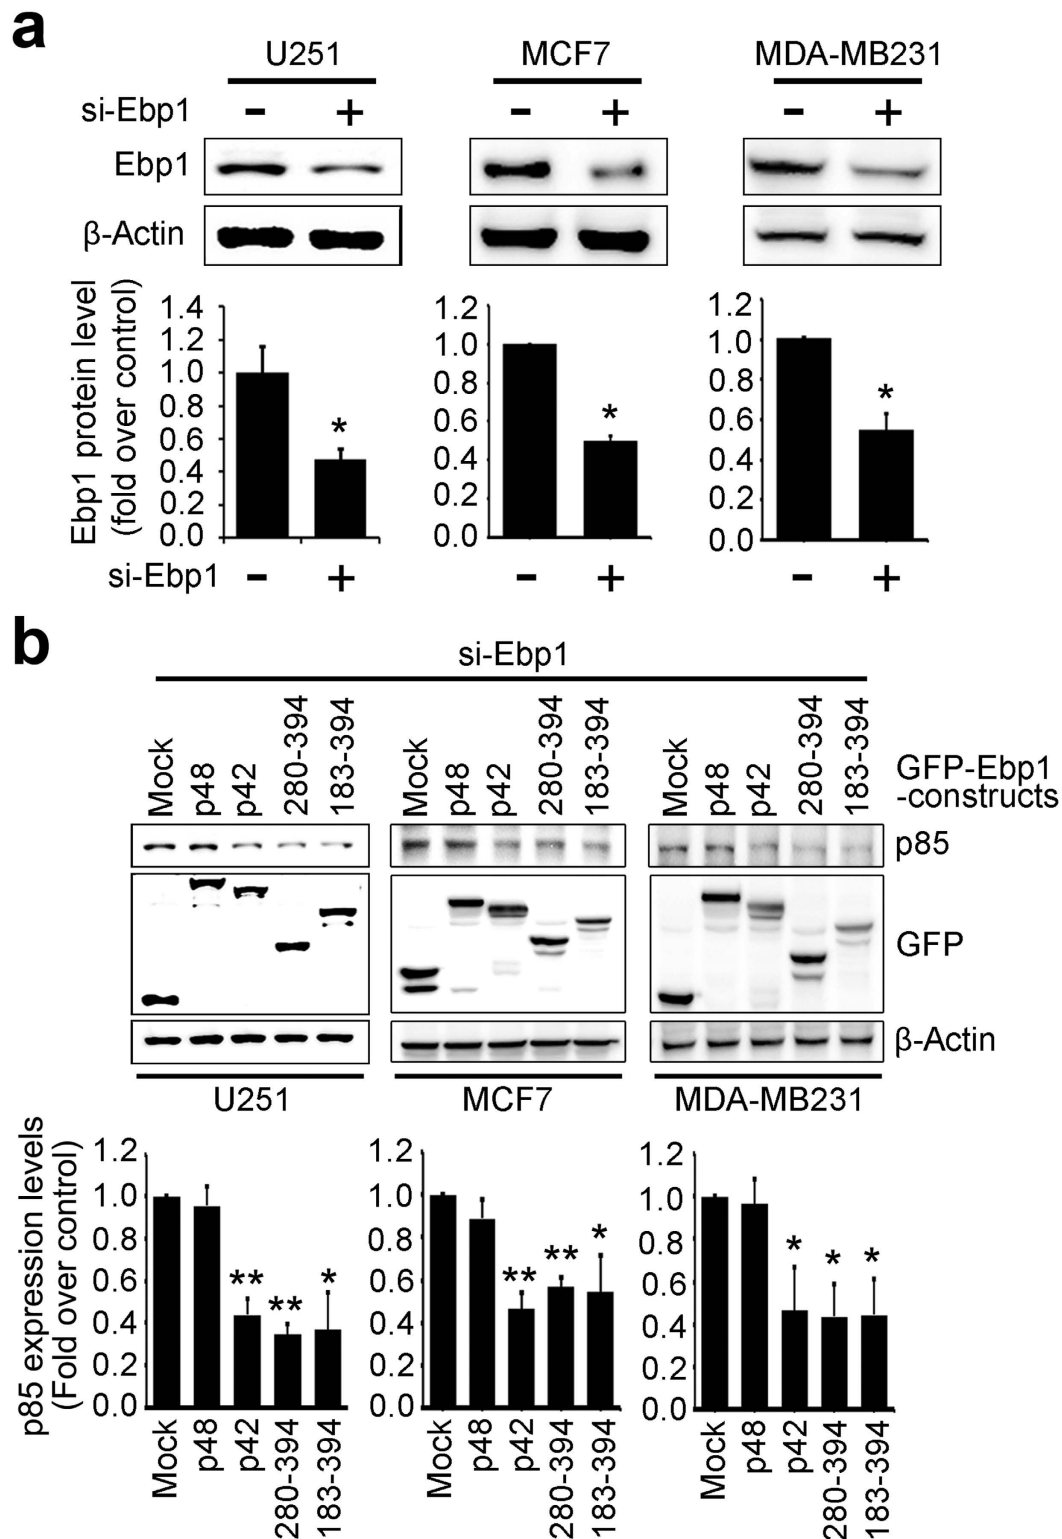 a
U251 MCF7 MDA-MB231
si-Ebp1 - + - + - +
Ebp1
β-Actin
Ebp1 protein level
(fold over control)
1.4
1.2
1.0
0.8
0.6
0.4
0.2
0.0
*
1.2
1.0
0.8
0.6
0.4
0.2
0.0
*
1.2
1.0
0.8
0.6
0.4
0.2
0.0
*
si-Ebp1 - + - + - +
b
si-Ebp1
Mock p48 p42 280-394 183-394 Mock p48 p42 280-394 183-394 Mock p48 p42 280-394 183-394
GFP-Ebp1
-constructs
p85
GFP
β-Actin
U251 MCF7 MDA-MB231
p85 expression levels
(Fold over control)
1.2
1.0
0.8
0.6
0.4
0.2
0.0
** ** *
Mock p48 p42 280-394 183-394
1.2
1.0
0.8
0.6
0.4
0.2
0.0
** ** *
Mock p48 p42 280-394 183-394
1.2
1.0
0.8
0.6
0.4
0.2
0.0
* * *
Mock p48 p42 280-394 183-394